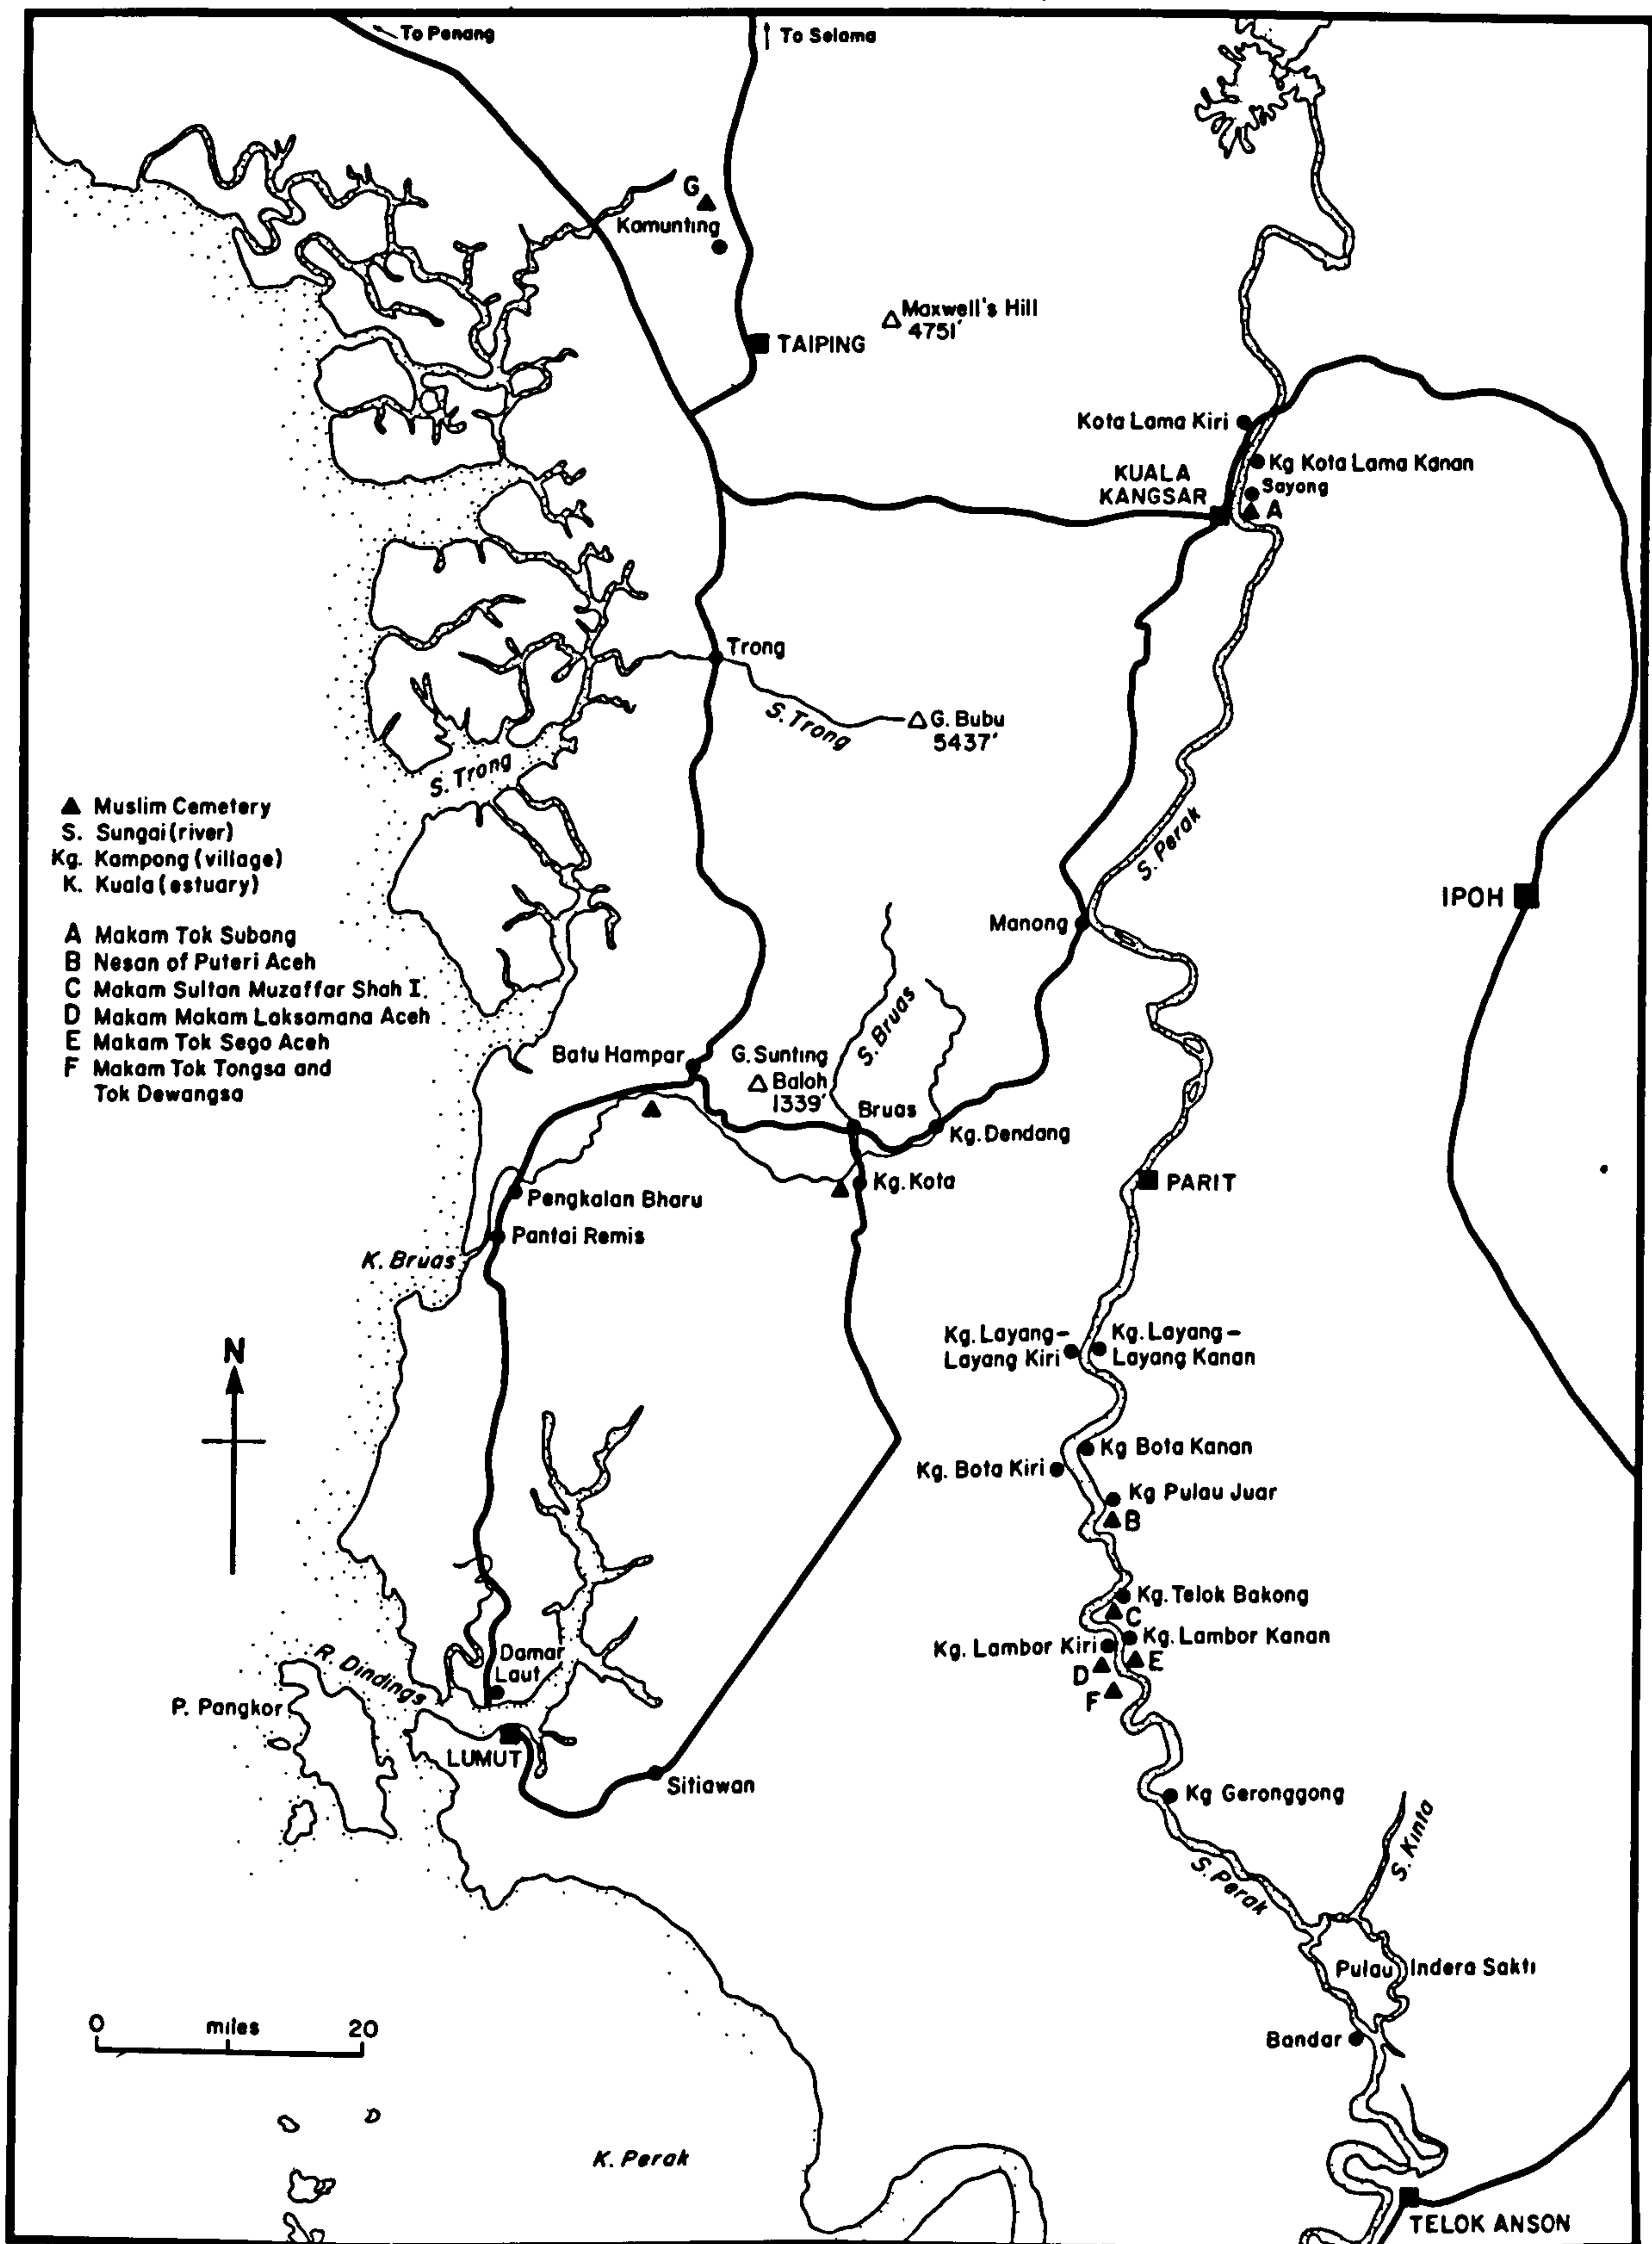 To Penang
To Selama
G
Kamunting
Maxwell's Hill
4751'
TAIPING
Kota Lama Kiri
Kg Kota Lama Kanan
KUALA
KANGSAR
Sayong
A
Trong
S. Trong
G. Bubu
5437'
S. Trong
▲ Muslim Cemetery
S. Sungai (river)
Kg. Kampong (village)
K. Kuala (estuary)
A Makam Tok Subong
B Nesan of Puteri Aceh
C Makam Sultan Muzaffar Shah I.
D Makam Makam Laksamana Aceh
E Makam Tok Sego Aceh
F Makam Tok Tongsa and
Tok Dewangsa
S. Perak
IPOH
Manong
S. Bruas
Batu Hampar
G. Sunting
Baloh
1339'
Bruas
Kg. Dendang
Kg. Kota
PARIT
Pengkalan Bharu
Pantai Remis
K. Bruas
N
Kg. Layang-
Layang Kiri
Kg. Layang-
Layang Kanan
Kg Bota Kanan
Kg. Bota Kiri
Kg Pulau Juar
B
Kg. Telok Bakong
C
Kg. Lambor Kiri
Kg. Lambor Kanan
D
E
F
R. Dindings
Damar
Laut
P. Pangkor
LUMUT
Sitiawan
Kg Geronggong
S. Kinta
S. Perak
Pulau Indera Sakti
Bandar
0 miles 20
K. Perak
TELOK ANSON